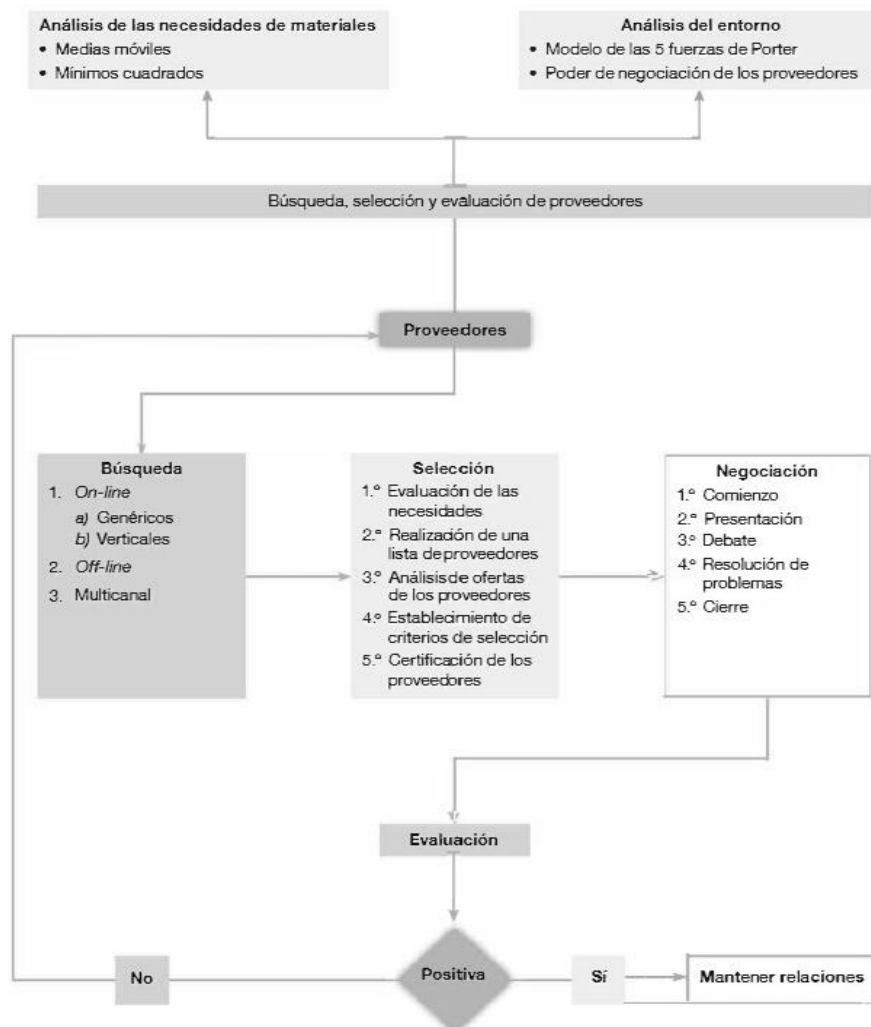 Análisis de las necesidades de materiales
• Medias móviles
• Mínimos cuadrados
Análisis del entorno
• Modelo de las 5 fuerzas de Porter
• Poder de negociación de los proveedores
Búsqueda, selección y evaluación de proveedores
Proveedores
Búsqueda
1. On-line
a) Genéricos
b) Verticales
2. Off-line
3. Multicanal
Selección
1.º Evaluación de las
necesidades
2.º Realización de una
lista de proveedores
3.º Análisis de ofertas
de los proveedores
4.º Establecimiento de
criterios de selección
5.º Certificación de los
proveedores
Negociación
1.º Comienzo
2.º Presentación
3.º Debate
4.º Resolución de
problemas
5.º Cierre
Evaluación
Positiva
No
Sí
Mantener relaciones